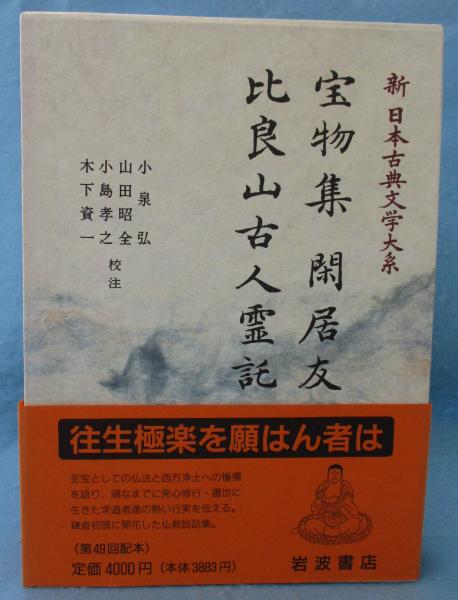 新 日本古典文学大系
宝物集 閑居友
比良山古人霊託
小泉弘
山田昭全
小島孝之
木下資一
校注
往生極楽を願はん者は
至宝としての仏法と西方浄土への憧憬
を語り、頑なまでに発心修行・遁世に
生きた求道者達の熱い行実を伝える。
鎌倉初頭に開花した仏教説話集。
〈第49回配本〉
定価4000円(本体3883円)
岩波書店